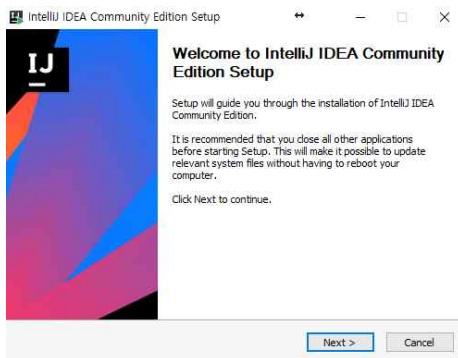 IntelliJ IDEA Community Edition Setup
IJ
Welcome to IntelliJ IDEA Community
Edition Setup
Setup will guide you through the installation of IntelliJ IDEA
Community Edition.
It is recommended that you close all other applications
before starting Setup. This will make it possible to update
relevant system files without having to reboot your
computer.
Click Next to continue.
Next >
Cancel